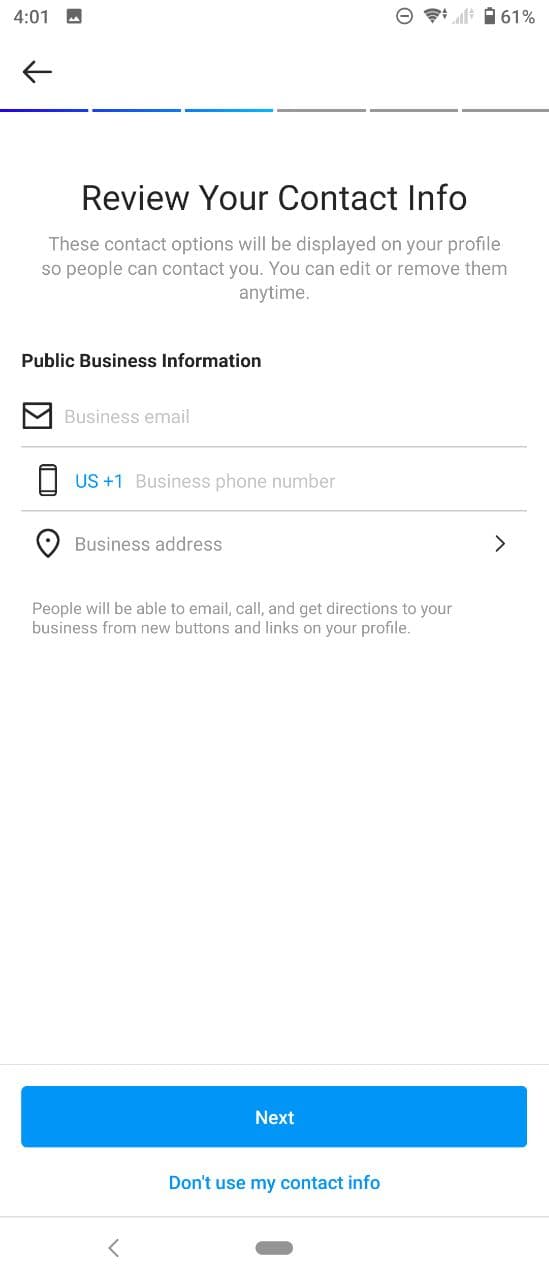 4:01 61%
Review Your Contact Info
These contact options will be displayed on your profile
so people can contact you. You can edit or remove them
anytime.
Public Business Information
Business email
US +1 Business phone number
Business address
People will be able to email, call, and get directions to your
business from new buttons and links on your profile.
Next
Don't use my contact info